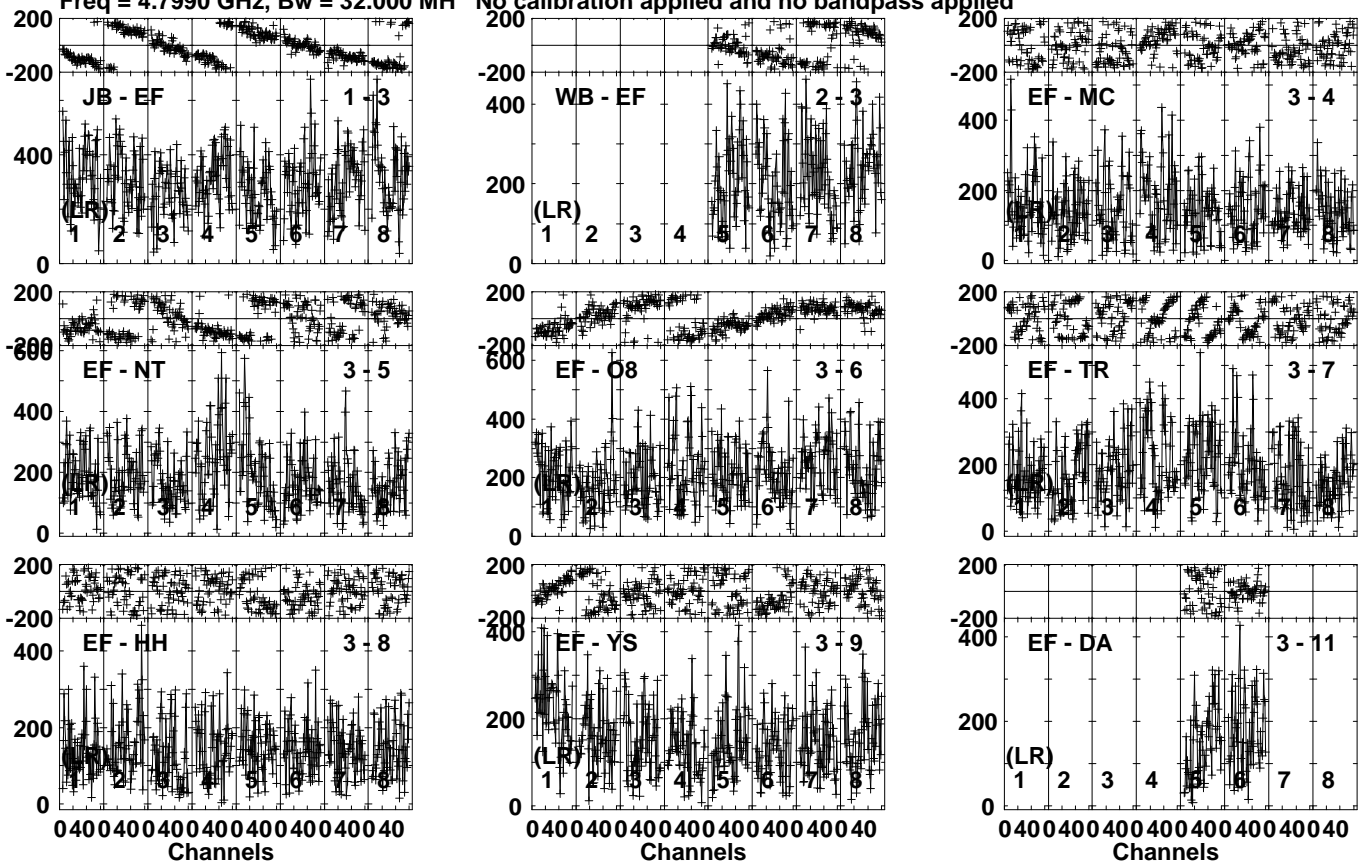 Freq = 4.7990 GHz, Bw = 32.000 MH No calibration applied and no bandpass applied
200
-200
JB - EF 1 - 3
400
(LR)
1 2 3 4 5 6 7 8
0
200
-200
WB - EF 2 - 3
400
200
(LR)
1 2 3 4 5 6 7 8
0
200
-200
EF - MC 3 - 4
400
200
(LR)
1 2 3 4 5 6 7 8
0
200
-200
600
EF - NT 3 - 5
400
200
(LR)
1 2 3 4 5 6 7 8
0
200
-200
600
EF - O8 3 - 6
400
200
(LR)
1 2 3 4 5 6 7 8
0
200
-200
EF - TR 3 - 7
400
200
(LR)
1 2 3 4 5 6 7 8
0
200
-200
EF - HH 3 - 8
400
200
(LR)
1 2 3 4 5 6 7 8
0
0 40 0 40 0 40 0 40 0 40 0 40 0 40 0 40
Channels
200
-200
400
EF - YS 3 - 9
300
200
100
(LR)
1 2 3 4 5 6 7 8
0
0 40 0 40 0 40 0 40 0 40 0 40 0 40 0 40
Channels
200
-200
EF - DA 3 - 11
400
200
(LR)
1 2 3 4 5 6 7 8
0
0 40 0 40 0 40 0 40 0 40 0 40 0 40 0 40
Channels